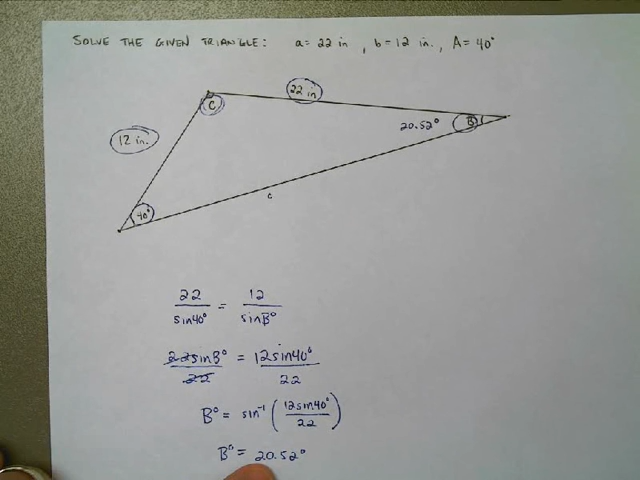 SOLVE THE GIVEN TRIANGLE: a = 22 in , b = 12 in. , A = 40°
C
22 in
20.52°
B
12 in.
40°
c
22/sin40° = 12/sinB°
22sinB°/22 = 12sin40°/22
B° = sin⁻¹(12sin40°/22)
B° = 20.52°